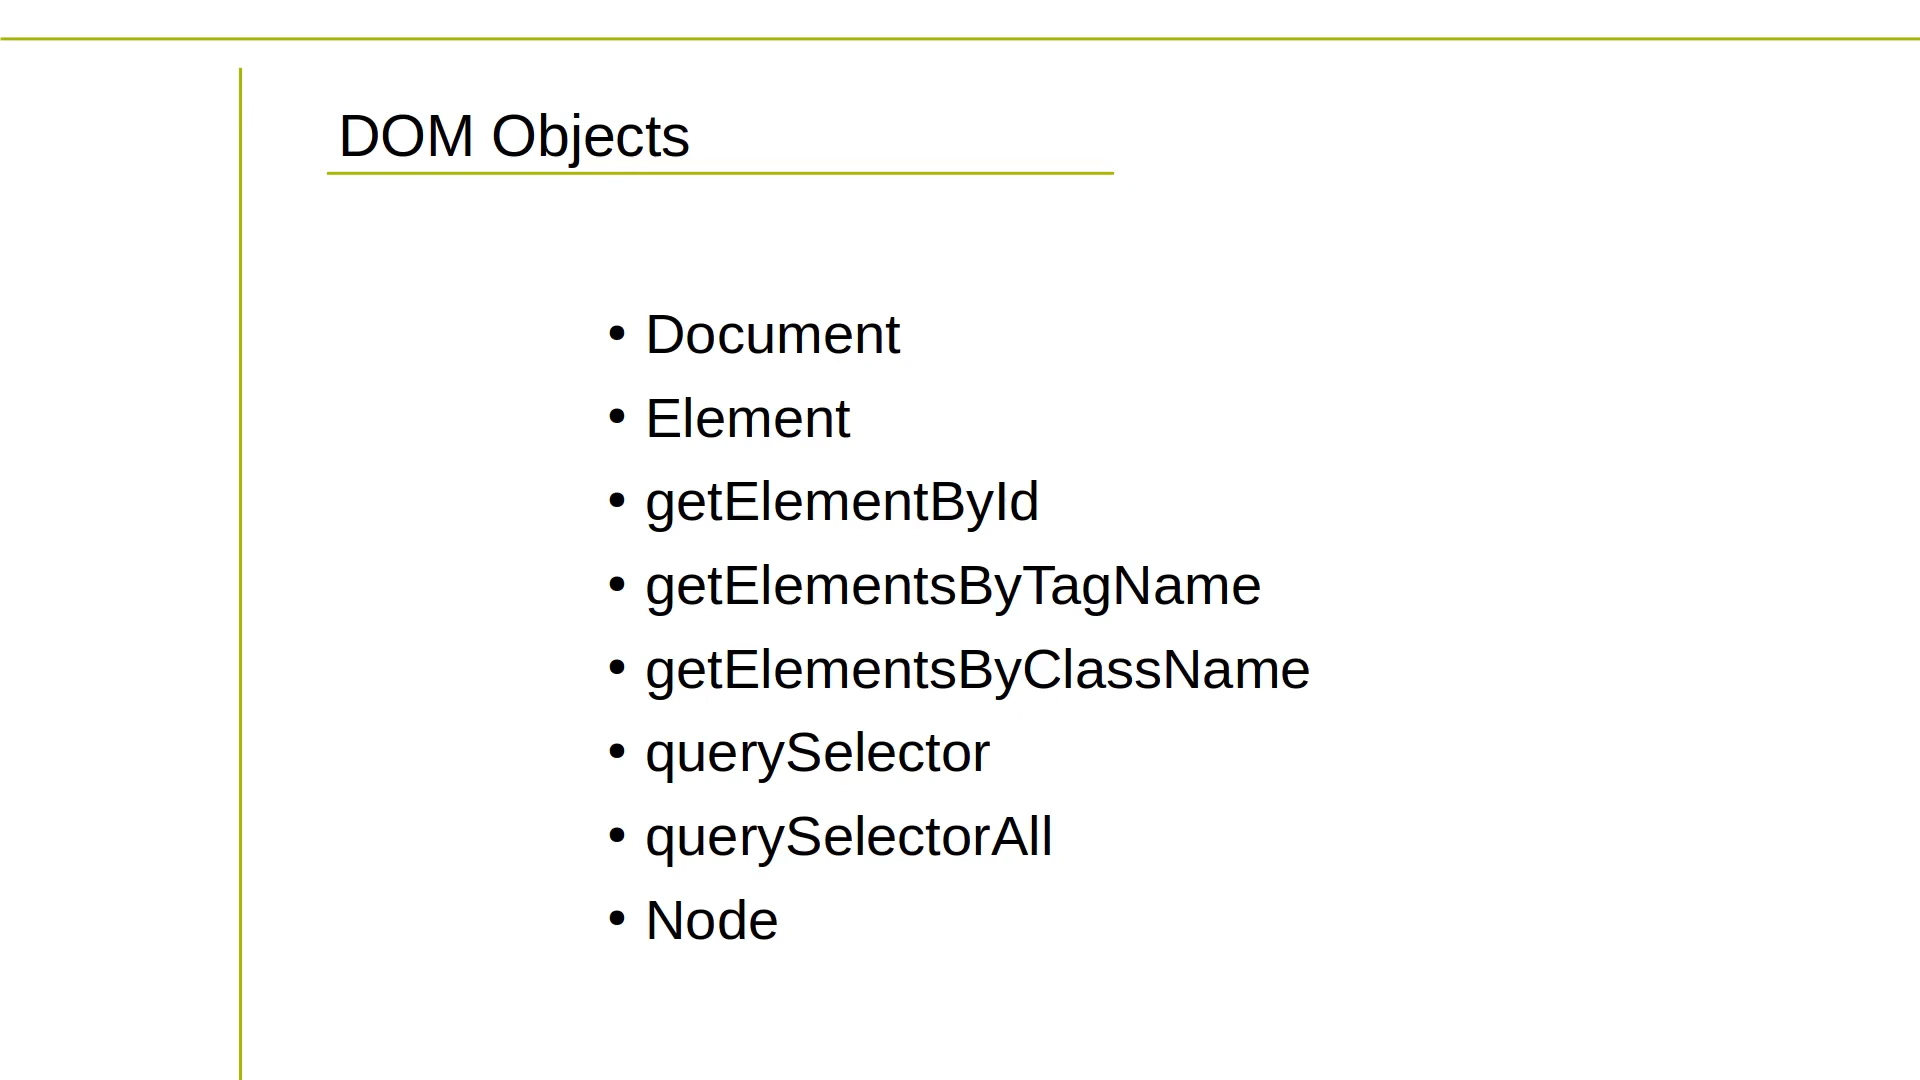 DOM Objects
• Document
• Element
• getElementById
• getElementsByTagName
• getElementsByClassName
• querySelector
• querySelectorAll
• Node